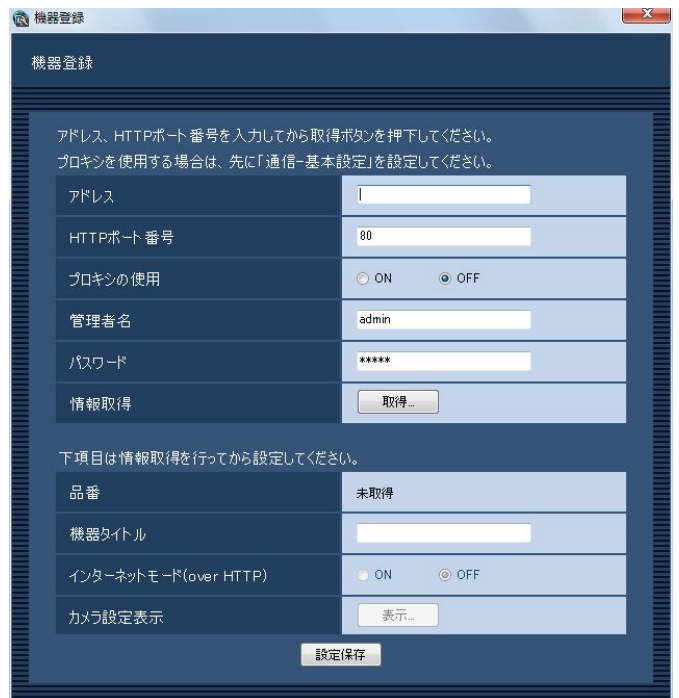 機器登録
機器登録
アドレス、HTTPポート番号を入力してから取得ボタンを押下してください。
プロキシを使用する場合は、先に「通信-基本設定」を設定してください。
アドレス
HTTPポート番号 80
プロキシの使用 ON OFF
管理者名 admin
パスワード *****
情報取得 取得...
下項目は情報取得を行ってから設定してください。
品番 未取得
機器タイトル
インターネットモード(over HTTP) ON OFF
カメラ設定表示 表示...
設定保存